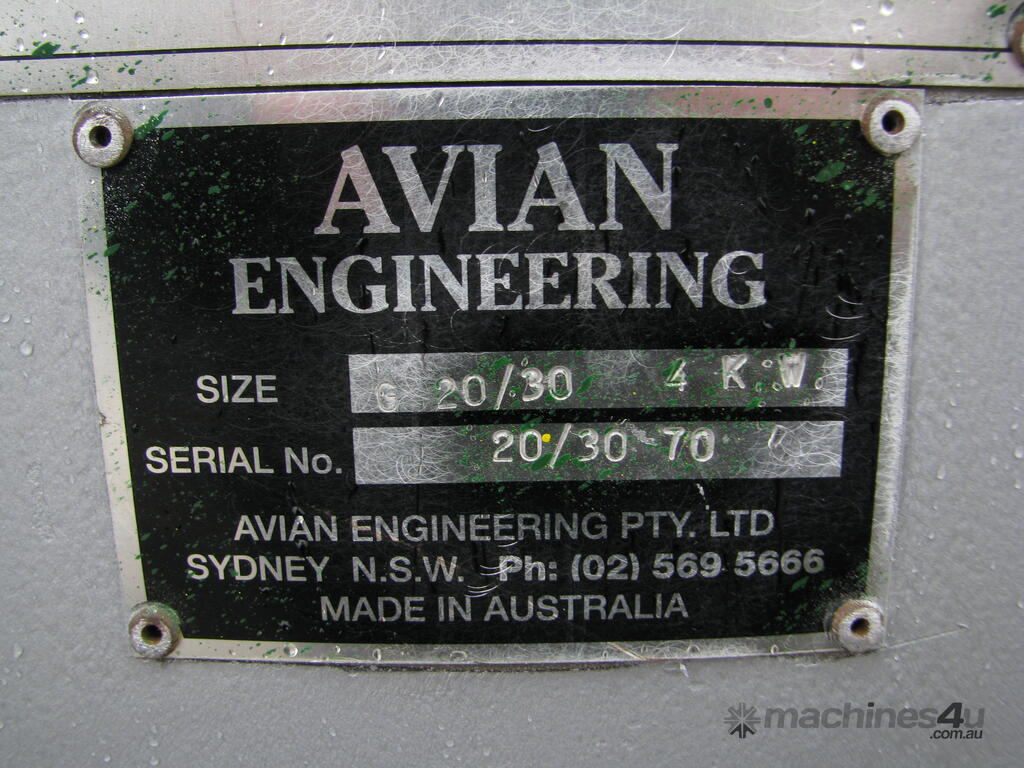 AVIAN
ENGINEERING
SIZE G 20/30 4 K.W.
SERIAL No. 20/30 70
AVIAN ENGINEERING PTY. LTD
SYDNEY N.S.W. Ph: (02) 569 5666
MADE IN AUSTRALIA
machines4u
.com.au